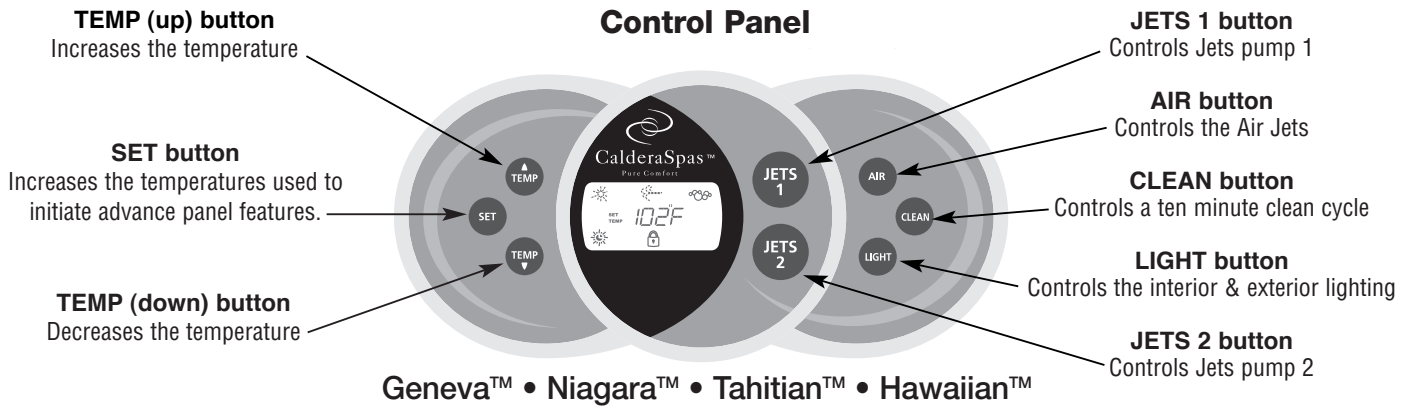 Control Panel
TEMP (up) button
Increases the temperature
SET button
Increases the temperatures used to
initiate advance panel features.
TEMP (down) button
Decreases the temperature
TEMP
SET
TEMP
CalderaSpas™
Pure Comfort
SET
TEMP
102°F
JETS
1
JETS
2
AIR
CLEAN
LIGHT
JETS 1 button
Controls Jets pump 1
AIR button
Controls the Air Jets
CLEAN button
Controls a ten minute clean cycle
LIGHT button
Controls the interior & exterior lighting
JETS 2 button
Controls Jets pump 2
Geneva™ • Niagara™ • Tahitian™ • Hawaiian™